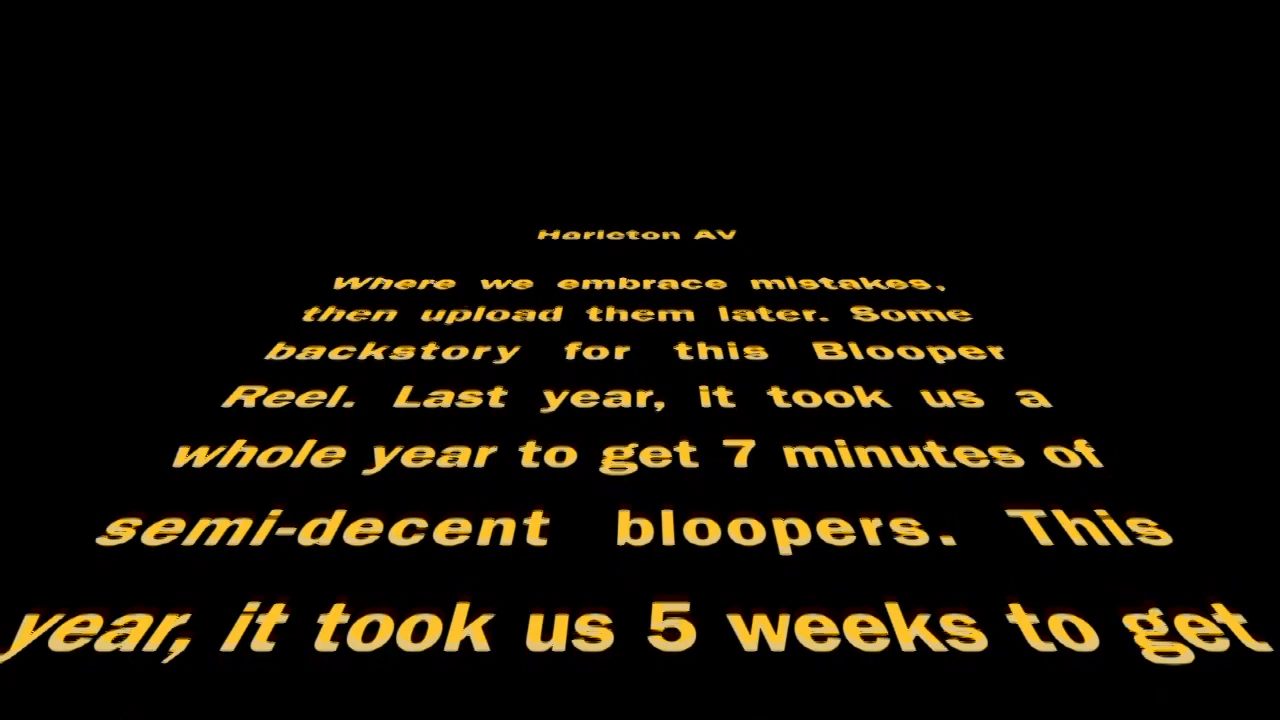 Harleton AV
Where we embrace mistakes,
then upload them later. Some
backstory for this Blooper
Reel. Last year, it took us a
whole year to get 7 minutes of
semi-decent bloopers. This
year, it took us 5 weeks to get